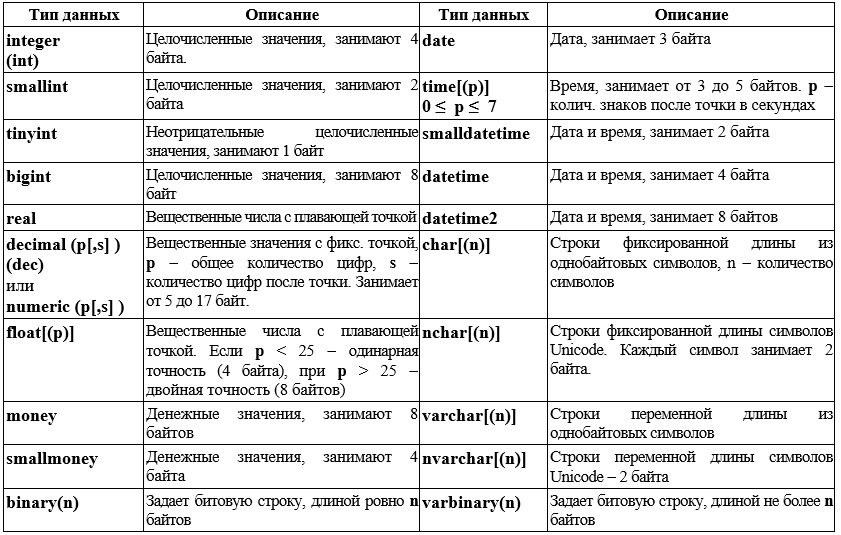 Тип данных
Описание
Тип данных
Описание
integer
(int)
Целочисленные значения, занимают 4
байта.
date
Дата, занимает 3 байта
smallint
Целочисленные значения, занимают 2
байта
time[(p)]
0 ≤ p ≤ 7
Время, занимает от 3 до 5 байтов. p –
колич. знаков после точки в секундах
tinyint
Неотрицательные целочисленные
значения, занимают 1 байт
smalldatetime
Дата и время, занимает 2 байта
bigint
Целочисленные значения, занимают 8
байт
datetime
Дата и время, занимает 4 байта
real
Вещественные числа с плавающей точкой
datetime2
Дата и время, занимает 8 байтов
decimal (p[,s] )
(dec)
или
numeric (p[,s] )
Вещественные значения с фикс. точкой,
p – общее количество цифр, s –
количество цифр после точки. Занимает
от 5 до 17 байт.
char[(n)]
Строки фиксированной длины из
однобайтовых символов, n – количество
символов
float[(p)]
Вещественные числа с плавающей
точкой. Если p < 25 – одинарная
точность (4 байта), при p > 25 –
двойная точность (8 байтов)
nchar[(n)]
Строки фиксированной длины символов
Unicode. Каждый символ занимает 2
байта.
money
Денежные значения, занимают 8
байтов
varchar[(n)]
Строки переменной длины из
однобайтовых символов
smallmoney
Денежные значения, занимают 4
байта
nvarchar[(n)]
Строки переменной длины символов
Unicode – 2 байта
binary(n)
Задает битовую строку, длиной ровно n
байтов
varbinary(n)
Задает битовую строку, длиной не более n
байтов